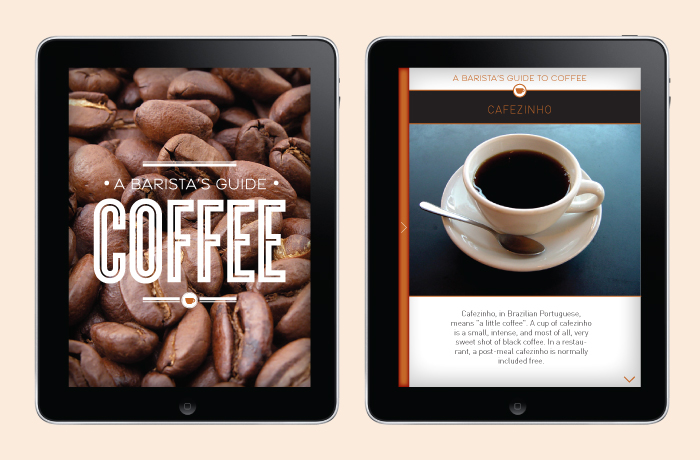 • A BARISTA'S GUIDE •
COFFEE
A BARISTA'S GUIDE TO COFFEE
CAFEZINHO
Cafezinho, in Brazilian Portuguese,
means "a little coffee". A cup of cafezinho
is a small, intense, and most of all, very
sweet shot of black coffee. In a restau-
rant, a post-meal cafezinho is normally
included free.